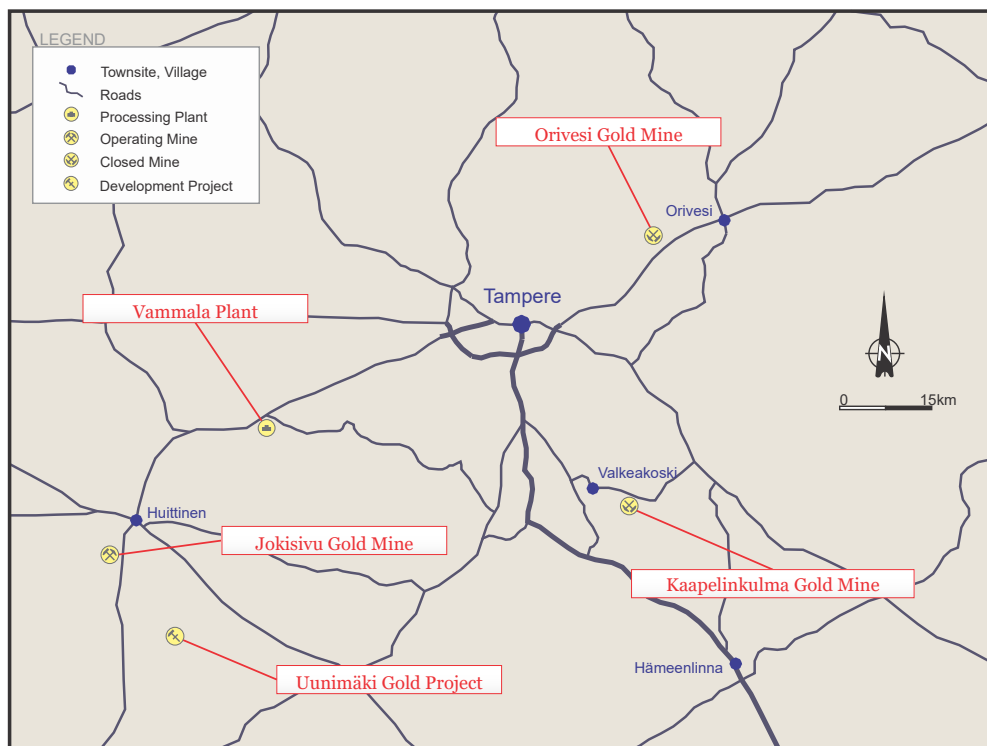 LEGEND
Townsite, Village
Roads
Processing Plant
Operating Mine
Closed Mine
Development Project
Orivesi Gold Mine
Orivesi
Tampere
Vammala Plant
N
0 15km
Valkeakoski
Huittinen
Jokisivu Gold Mine
Kaapelinkulma Gold Mine
Hämeenlinna
Uunimäki Gold Project